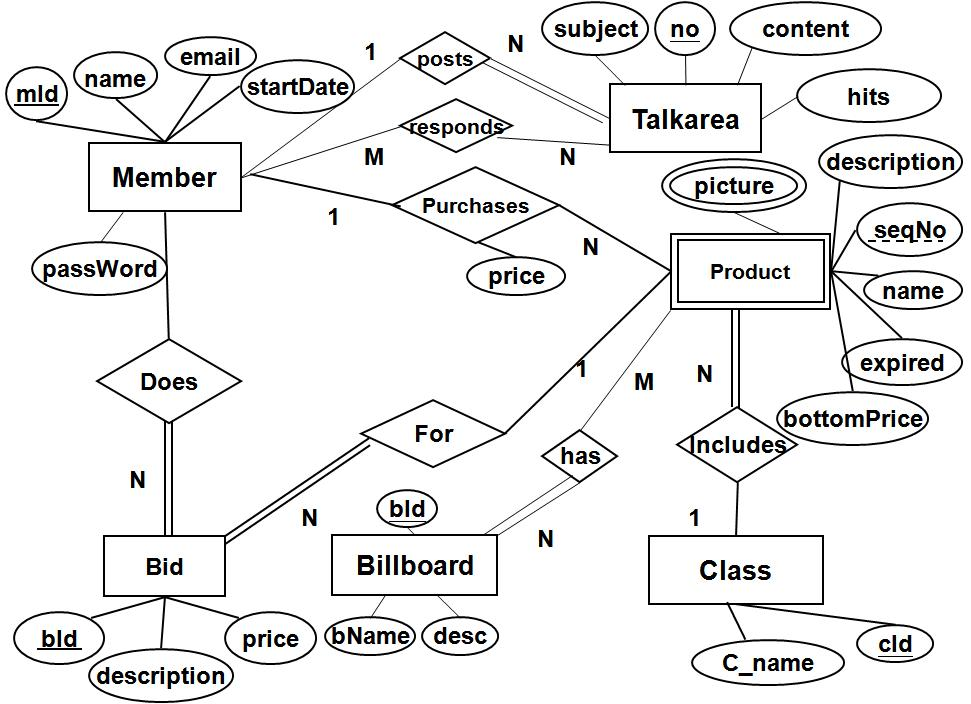 subject
no
content
1
posts
N
email
name
startDate
mId
hits
Talkarea
responds
M
N
description
Member
picture
Purchases
1
N
seqNo
passWord
price
Product
name
expired
1
M
N
Does
bottomPrice
For
has
Includes
N
N
bId
N
1
Bid
Billboard
Class
bId
price
bName
desc
cId
description
C_name